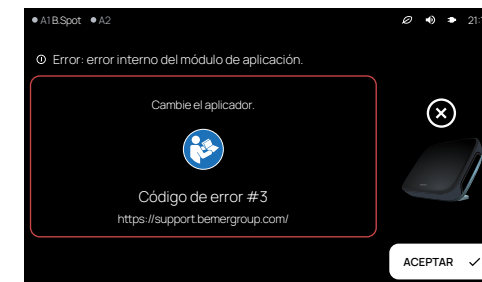 A1 B.Spot A2
Error: error interno del módulo de aplicación.
Cambie el aplicador.
Código de error #3
https://support.bemergroup.com/
ACEPTAR